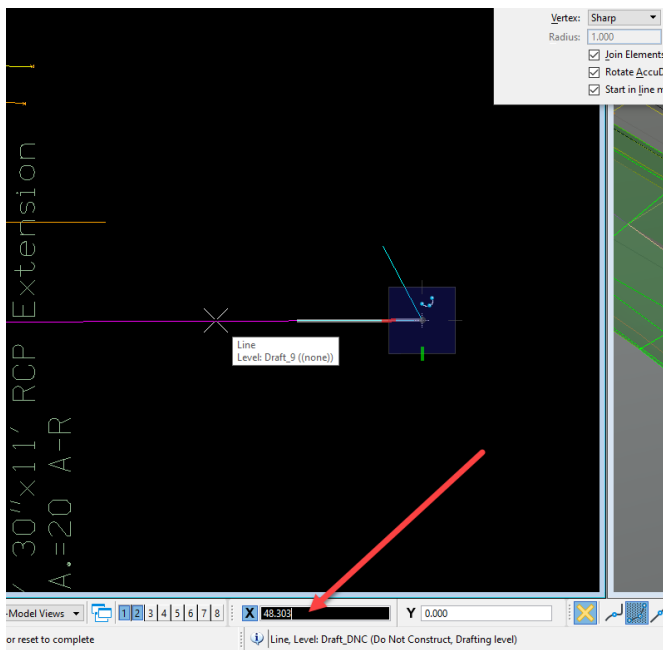 Vertex: Sharp
Radius: 1.000
Join Elements
Rotate AccuD
Start in line m
30"x11' RCP Extension
A.=20 A-R
Line
Level: Draft_9 ((none))
-Model Views 1 2 3 4 5 6 7 8 X 48.303 Y 0.000
or reset to complete Line, Level: Draft_DNC (Do Not Construct, Drafting level)